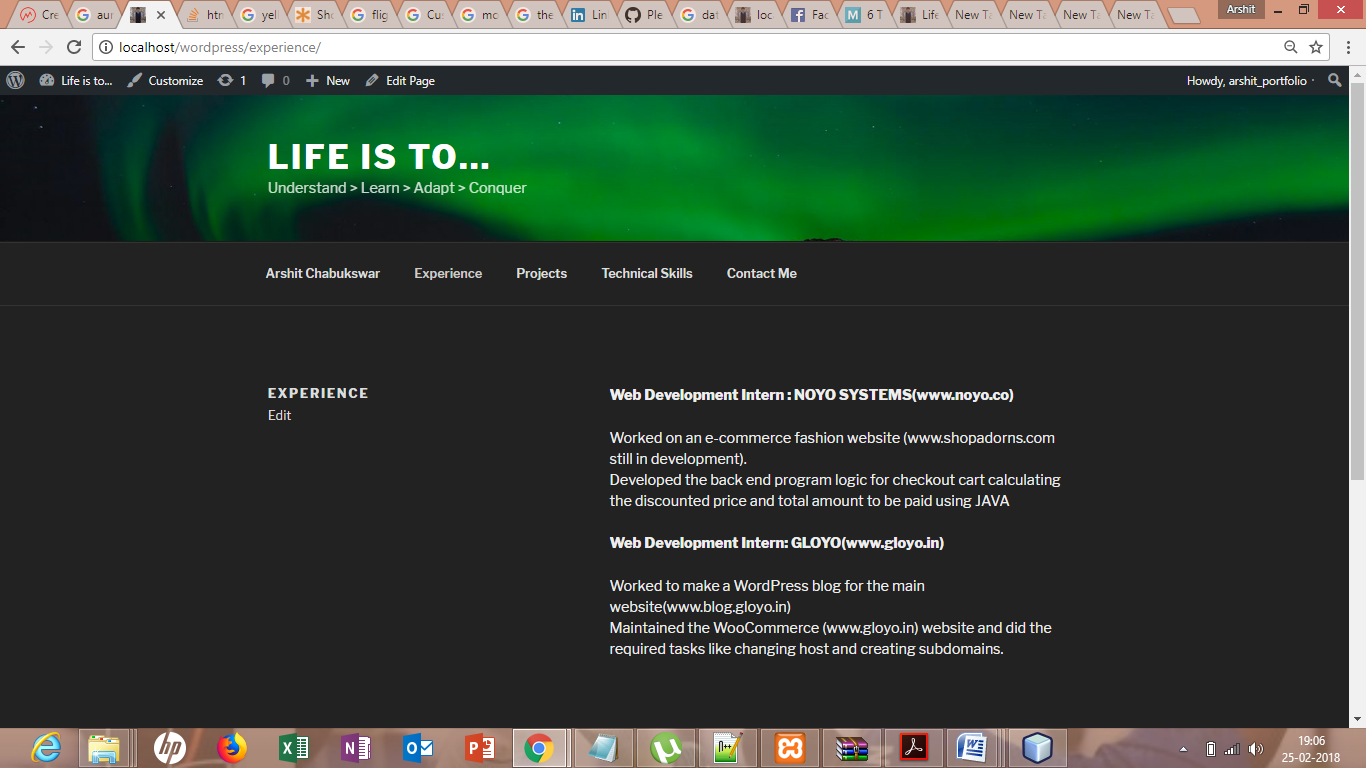 Arshit
Cre
aur
htm
yel
Sho
flig
Cus
mo
the
Lin
Ple
dat
loc
Fac
6 T
Life
New Ta
New Ta
New Ta
New Ta
localhost/wordpress/experience/
Life is to... Customize 1 0 New Edit Page Howdy, arshit_portfolio
LIFE IS TO...
Understand > Learn > Adapt > Conquer
Arshit Chabukswar Experience Projects Technical Skills Contact Me
EXPERIENCE
Edit
Web Development Intern : NOYO SYSTEMS(www.noyo.co)
Worked on an e-commerce fashion website (www.shopadorns.com
still in development).
Developed the back end program logic for checkout cart calculating
the discounted price and total amount to be paid using JAVA
Web Development Intern: GLOYO(www.gloyo.in)
Worked to make a WordPress blog for the main
website(www.blog.gloyo.in)
Maintained the WooCommerce (www.gloyo.in) website and did the
required tasks like changing host and creating subdomains.
19:06
25-02-2018